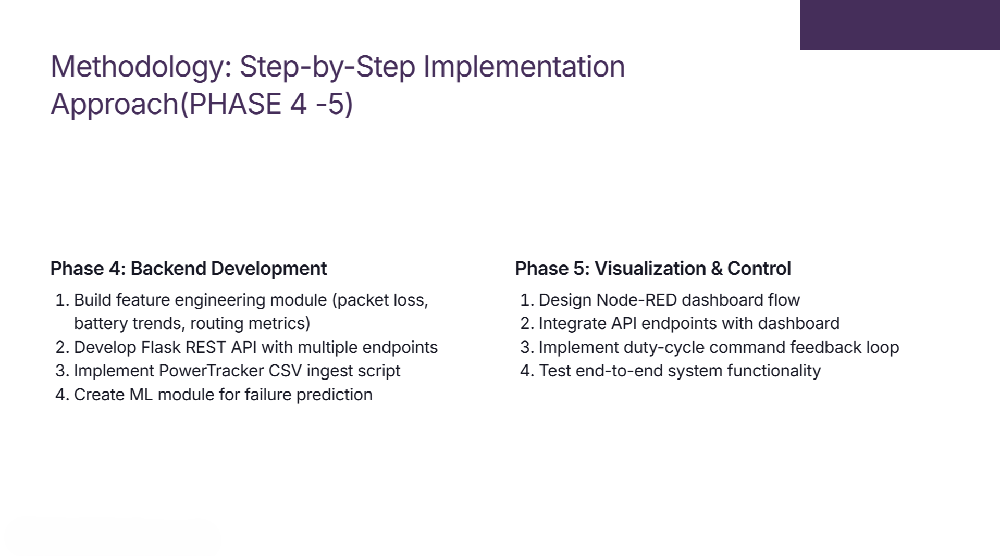 Methodology: Step-by-Step Implementation
Approach(PHASE 4 -5)
Phase 4: Backend Development
1. Build feature engineering module (packet loss,
battery trends, routing metrics)
2. Develop Flask REST API with multiple endpoints
3. Implement PowerTracker CSV ingest script
4. Create ML module for failure prediction
Phase 5: Visualization & Control
1. Design Node-RED dashboard flow
2. Integrate API endpoints with dashboard
3. Implement duty-cycle command feedback loop
4. Test end-to-end system functionality